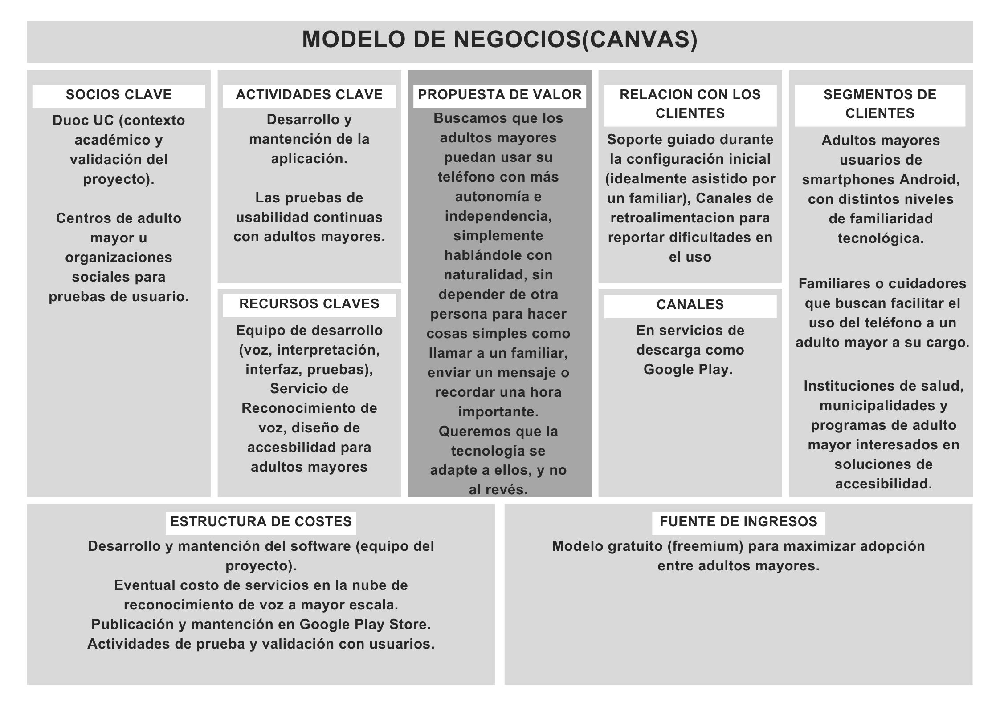 MODELO DE NEGOCIOS(CANVAS)
SOCIOS CLAVE
Duoc UC (contexto
académico y
validación del
proyecto).
Centros de adulto
mayor u
organizaciones
sociales para
pruebas de usuario.
ACTIVIDADES CLAVE
Desarrollo y
mantención de la
aplicación.
Las pruebas de
usabilidad continuas
con adultos mayores.
RECURSOS CLAVES
Equipo de desarrollo
(voz, interpretación,
interfaz, pruebas),
Servicio de
Reconocimiento de
voz, diseño de
accesbilidad para
adultos mayores
PROPUESTA DE VALOR
Buscamos que los
adultos mayores
puedan usar su
teléfono con más
autonomía e
independencia,
simplemente
hablándole con
naturalidad, sin
depender de otra
persona para hacer
cosas simples como
llamar a un familiar,
enviar un mensaje o
recordar una hora
importante.
Queremos que la
tecnología se
adapte a ellos, y no
al revés.
RELACION CON LOS
CLIENTES
Soporte guiado durante
la configuración inicial
(idealmente asistido por
un familiar), Canales de
retroalimentacion para
reportar dificultades en
el uso
CANALES
En servicios de
descarga como
Google Play.
SEGMENTOS DE
CLIENTES
Adultos mayores
usuarios de
smartphones Android,
con distintos niveles
de familiaridad
tecnológica.
Familiares o cuidadores
que buscan facilitar el
uso del teléfono a un
adulto mayor a su cargo.
Instituciones de salud,
municipalidades y
programas de adulto
mayor interesados en
soluciones de
accesibilidad.
ESTRUCTURA DE COSTES
Desarrollo y mantención del software (equipo del
proyecto).
Eventual costo de servicios en la nube de
reconocimiento de voz a mayor escala.
Publicación y mantención en Google Play Store.
Actividades de prueba y validación con usuarios.
FUENTE DE INGRESOS
Modelo gratuito (freemium) para maximizar adopción
entre adultos mayores.